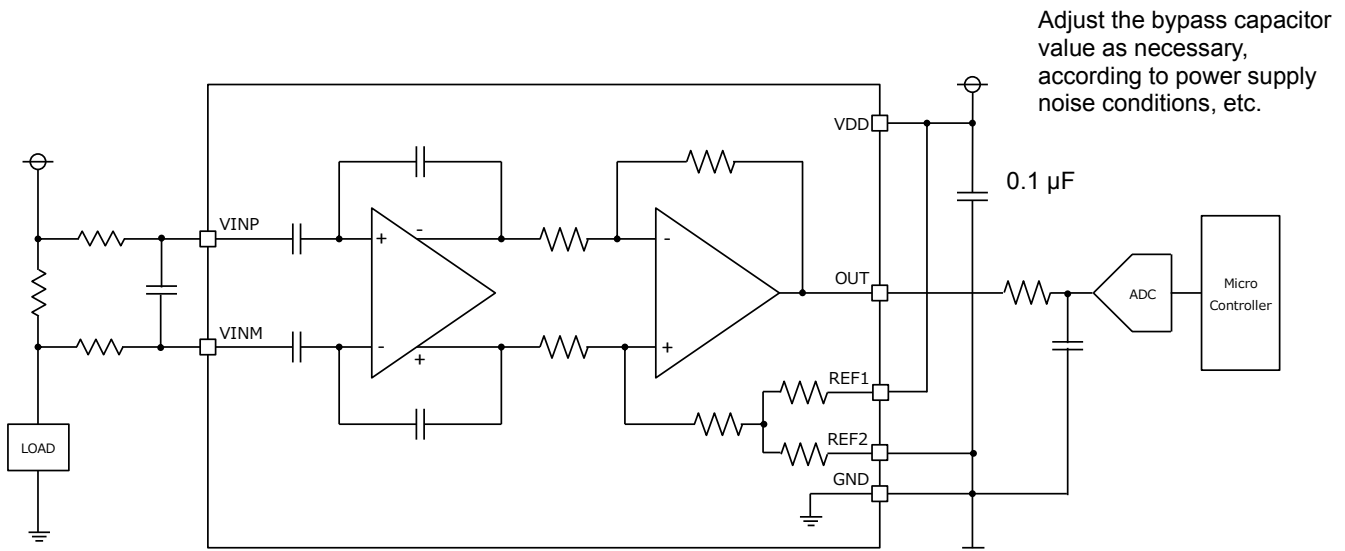 Adjust the bypass capacitor
value as necessary,
according to power supply
noise conditions, etc.
VDD
0.1 µF
VINP
+
-
-
OUT
ADC
Micro
Controller
VINM
-
+
+
REF1
REF2
LOAD
GND